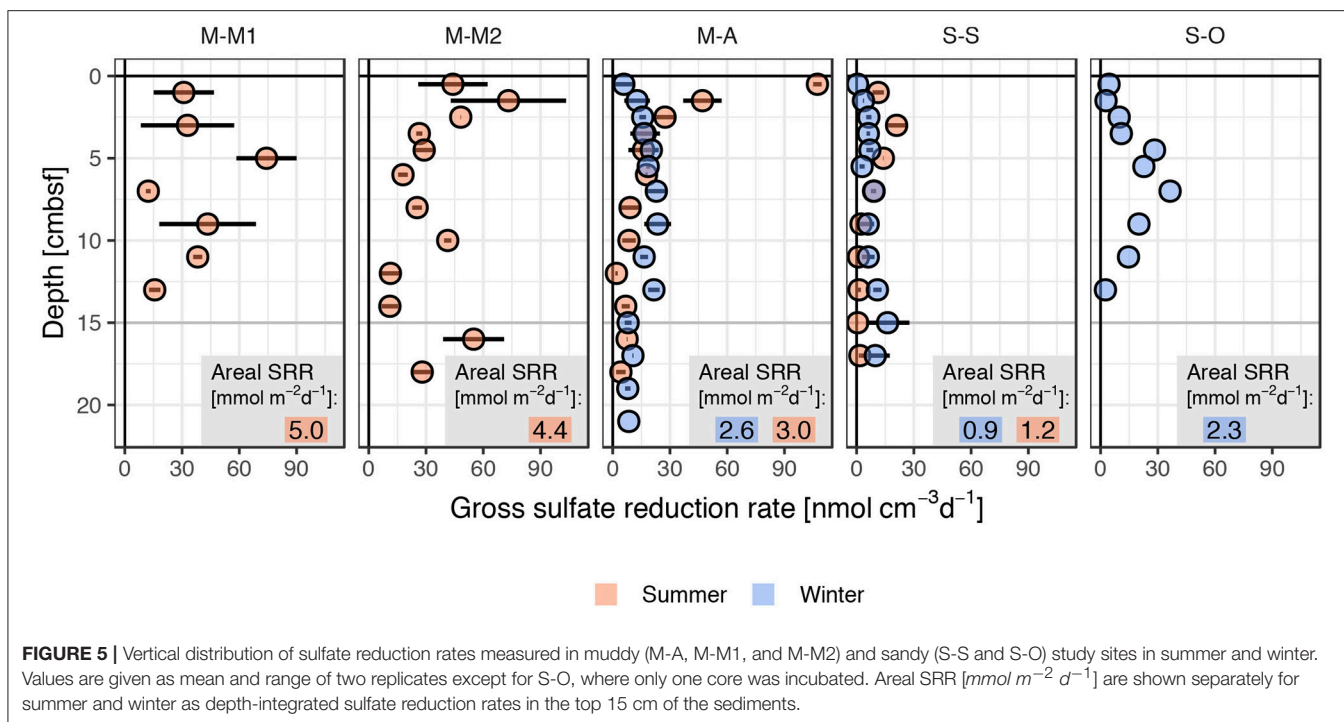 M-M1 M-M2 M-A S-S S-O
0
5
10
15
20
Depth [cmbsf]
Areal SRR Areal SRR Areal SRR Areal SRR Areal SRR
[mmol m⁻²d⁻¹]: [mmol m⁻²d⁻¹]: [mmol m⁻²d⁻¹]: [mmol m⁻²d⁻¹]: [mmol m⁻²d⁻¹]:
5.0 4.4 2.6 3.0 0.9 1.2 2.3
0 30 60 90 0 30 60 90 0 30 60 90 0 30 60 90 0 30 60 90
Gross sulfate reduction rate [nmol cm⁻³d⁻¹]
Summer Winter
FIGURE 5 | Vertical distribution of sulfate reduction rates measured in muddy (M-A, M-M1, and M-M2) and sandy (S-S and S-O) study sites in summer and winter.
Values are given as mean and range of two replicates except for S-O, where only one core was incubated. Areal SRR [mmol m⁻² d⁻¹] are shown separately for
summer and winter as depth-integrated sulfate reduction rates in the top 15 cm of the sediments.